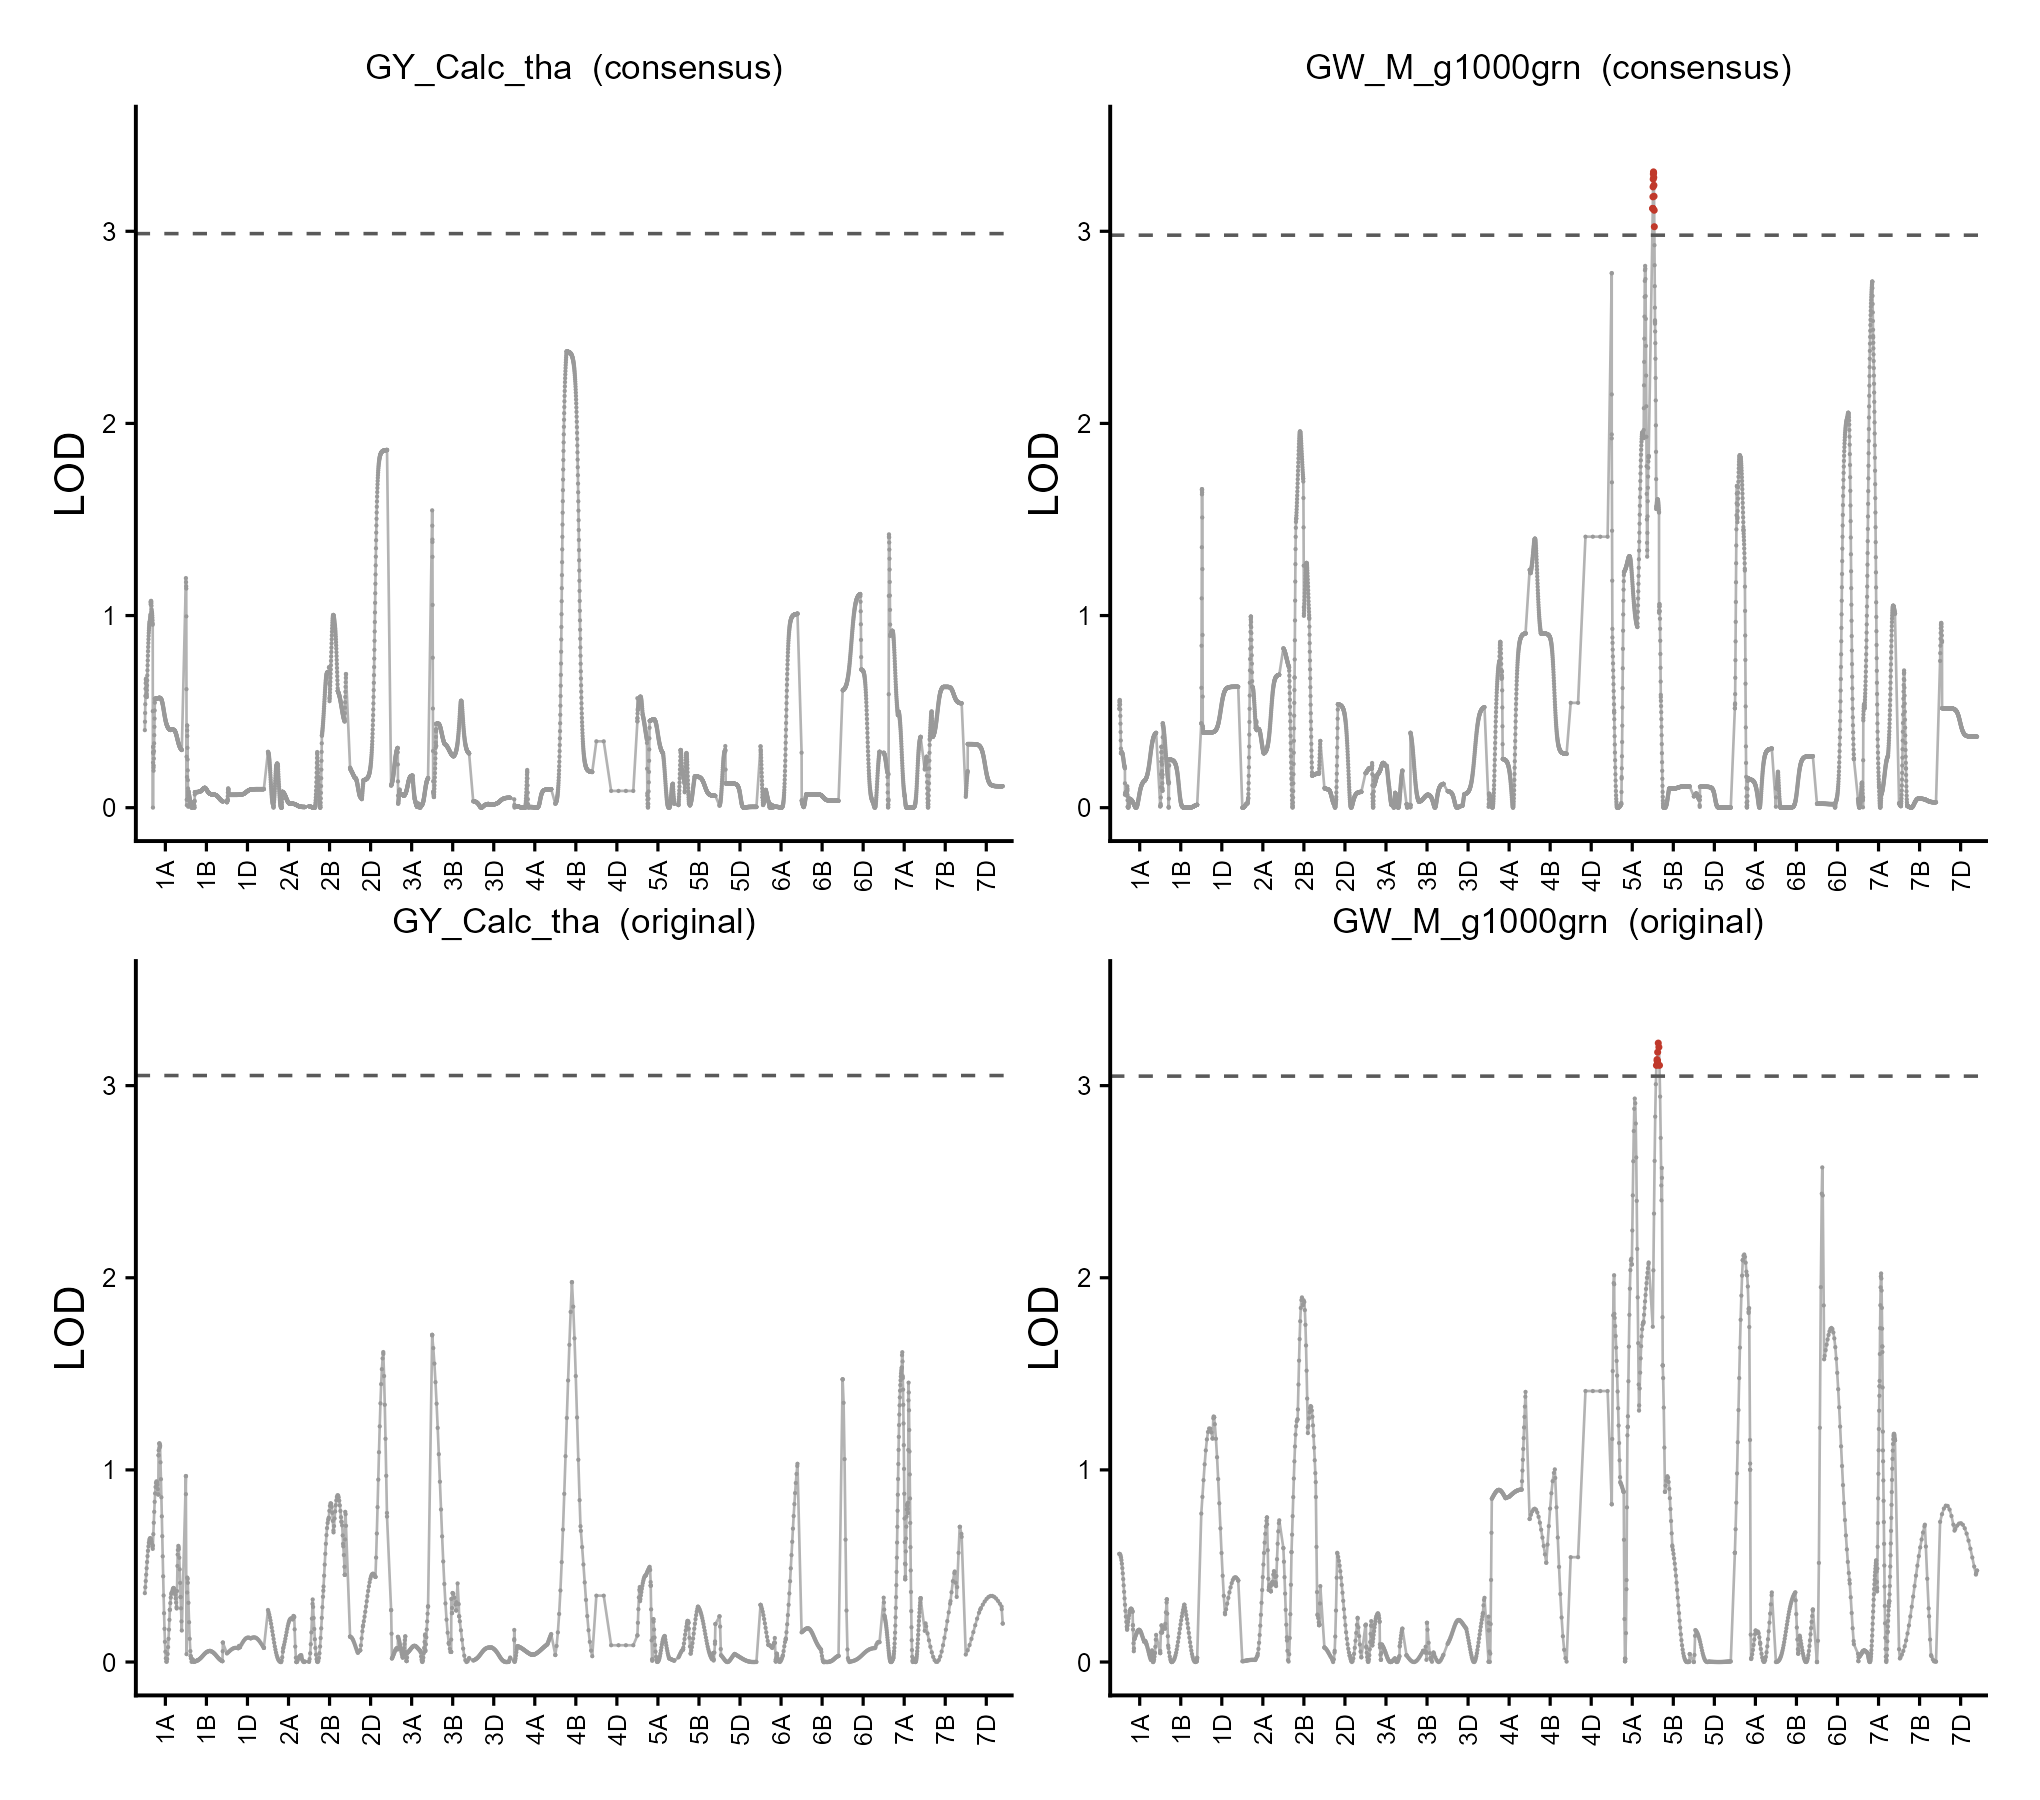 GY_Calc_tha (consensus)
LOD
3
2
1
0
1A 1B 1D 2A 2B 2D 3A 3B 3D 4A 4B 4D 5A 5B 5D 6A 6B 6D 7A 7B 7D
GW_M_g1000grn (consensus)
LOD
3
2
1
0
1A 1B 1D 2A 2B 2D 3A 3B 3D 4A 4B 4D 5A 5B 5D 6A 6B 6D 7A 7B 7D
GY_Calc_tha (original)
LOD
3
2
1
0
1A 1B 1D 2A 2B 2D 3A 3B 3D 4A 4B 4D 5A 5B 5D 6A 6B 6D 7A 7B 7D
GW_M_g1000grn (original)
LOD
3
2
1
0
1A 1B 1D 2A 2B 2D 3A 3B 3D 4A 4B 4D 5A 5B 5D 6A 6B 6D 7A 7B 7D